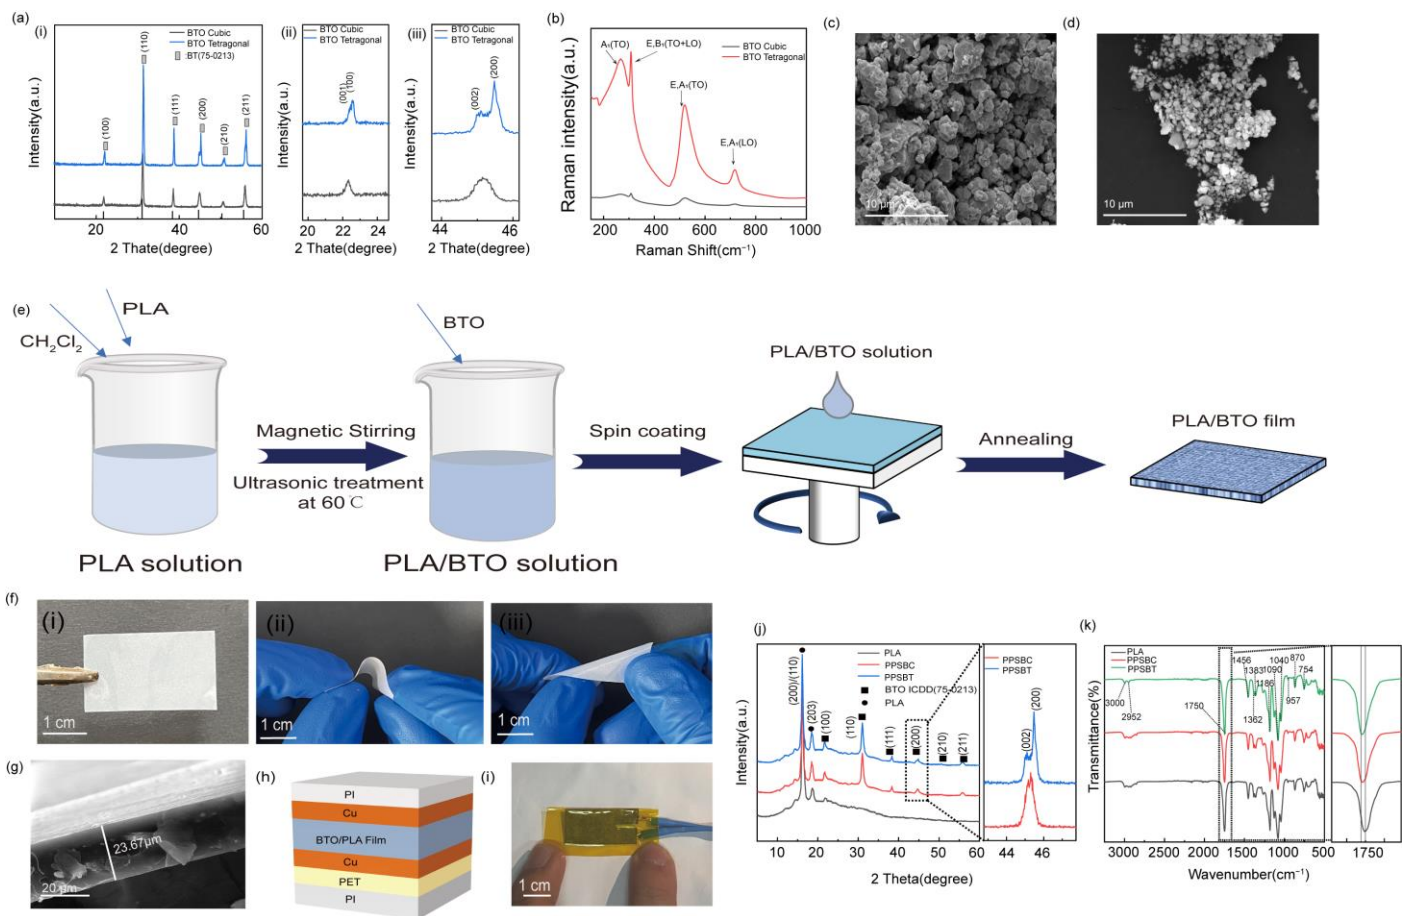 (a)
(i)
BTO Cubic
BTO Tetragonal
:BT(75-0213)
(100)
(110)
(111)
(200)
(210)
(211)
Intensity(a.u.)
20
40
60
2 Thate(degree)
(ii)
BTO Cubic
BTO Tetragonal
(001)
(100)
Intensity(a.u.)
20
22
24
2 Thate(degree)
(iii)
BTO Cubic
BTO Tetragonal
(002)
(200)
Intensity(a.u.)
44
46
2 Thate(degree)
(b)
A₁(TO)
E,B₁(TO+LO)
BTO Cubic
BTO Tetragonal
E,A₁(TO)
E,A₁(LO)
Raman intensity(a.u.)
200
400
600
800
1000
Raman Shift(cm⁻¹)
(c)
10 μm
(d)
10 μm
(e)
PLA
CH₂Cl₂
BTO
PLA/BTO solution
Magnetic Stirring
Ultrasonic treatment
at 60℃
Spin coating
Annealing
PLA/BTO film
PLA solution
PLA/BTO solution
(f)
(i)
1 cm
(ii)
1 cm
(iii)
1 cm
(g)
23.67μm
20 μm
(h)
PI
Cu
BTO/PLA Film
Cu
PET
PI
(i)
1 cm
(j)
PLA
PPSBC
PPSBT
BTO ICDD(75-0213)
PLA
(200)/(110)
(203)
(100)
(110)
(111)
(200)
(210)
(211)
Intensity(a.u.)
10
20
30
40
50
60
2 Theta(degree)
PPSBC
PPSBT
(002)
(200)
44
46
(k)
PLA
PPSBC
PPSBT
3000
2952
1750
1456
1383
1362
1186
1090
1040
957
870
754
Transmittance(%)
3000
2500
2000
1500
1000
500
1750
Wavenumber(cm⁻¹)